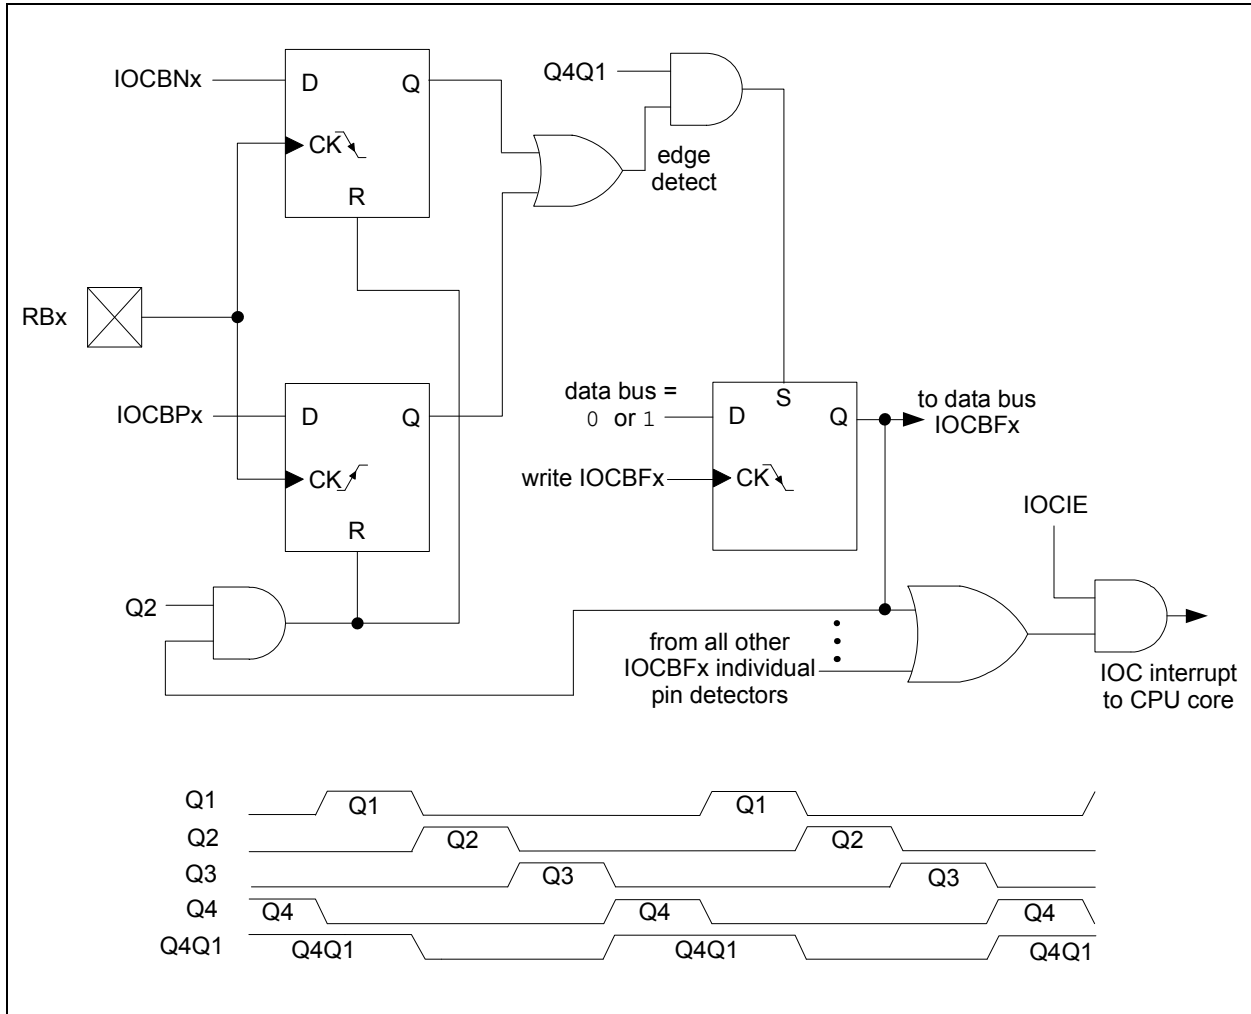 IOCBNx
D
Q
CK
R
Q4Q1
edge
detect
RBx
IOCBPx
D
Q
CK
R
data bus =
0 or 1
S
D
Q
to data bus
IOCBFx
write IOCBFx
CK
IOCIE
Q2
from all other
IOCBFx individual
pin detectors
IOC interrupt
to CPU core
Q1 Q1 Q1
Q2 Q2 Q2
Q3 Q3 Q3
Q4 Q4 Q4 Q4
Q4Q1 Q4Q1 Q4Q1 Q4Q1